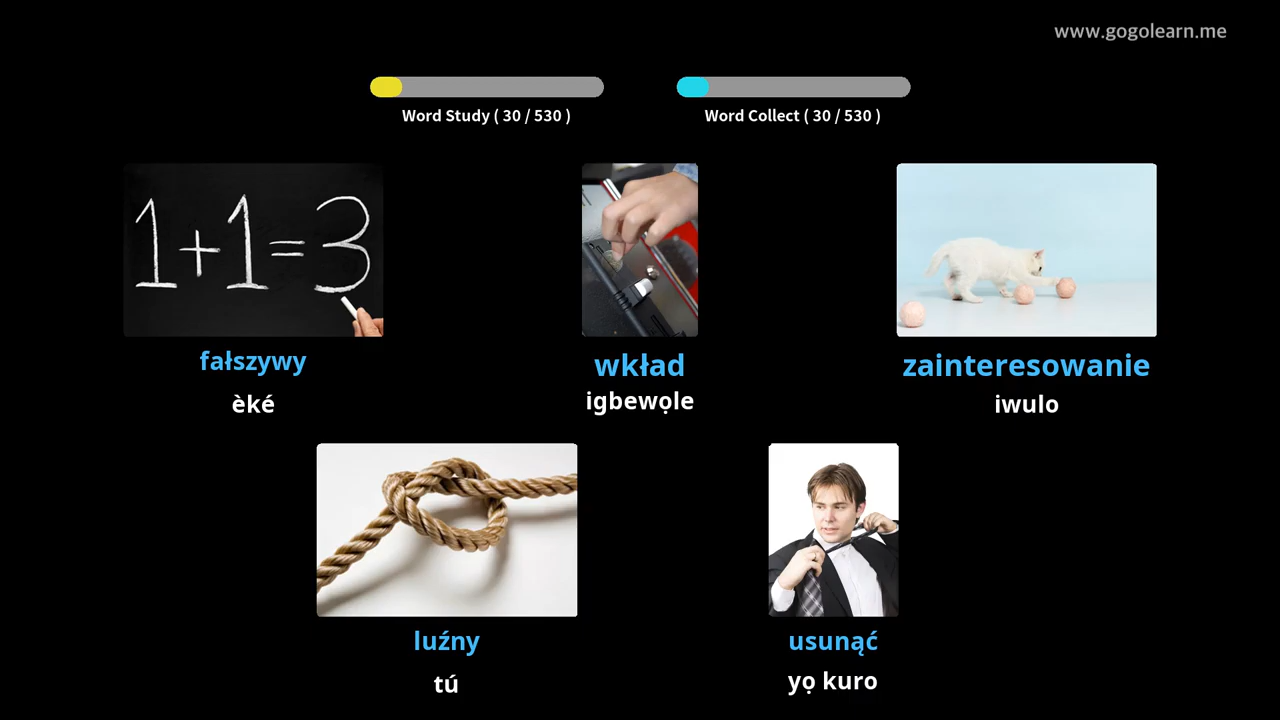 www.gogolearn.me
Word Study ( 30 / 530 )
Word Collect ( 30 / 530 )
1+1=3
fałszywy
èké
wkład
igbewọle
zainteresowanie
iwulo
luźny
tú
usunąć
yọ kuro